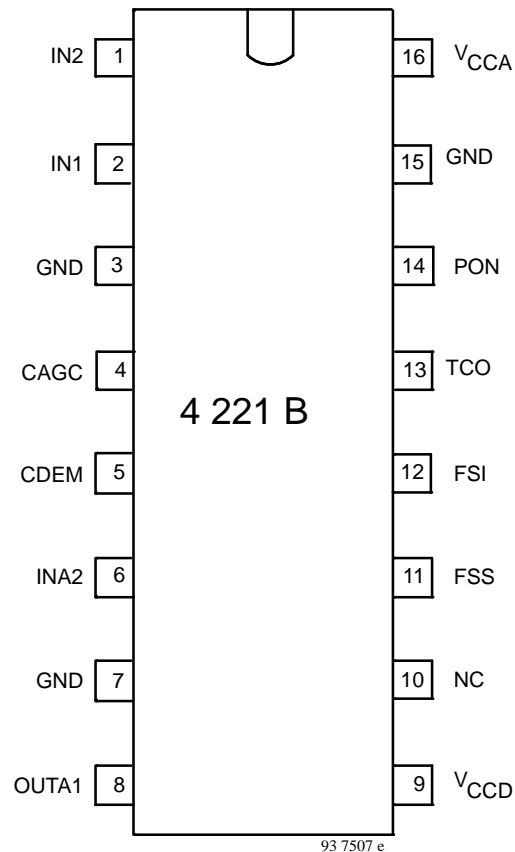 IN2 1 16 VCCA
IN1 2 15 GND
GND 3 14 PON
CAGC 4 13 TCO
4 221 B
CDEM 5 12 FSI
INA2 6 11 FSS
GND 7 10 NC
OUTA1 8 9 VCCD
93 7507 e